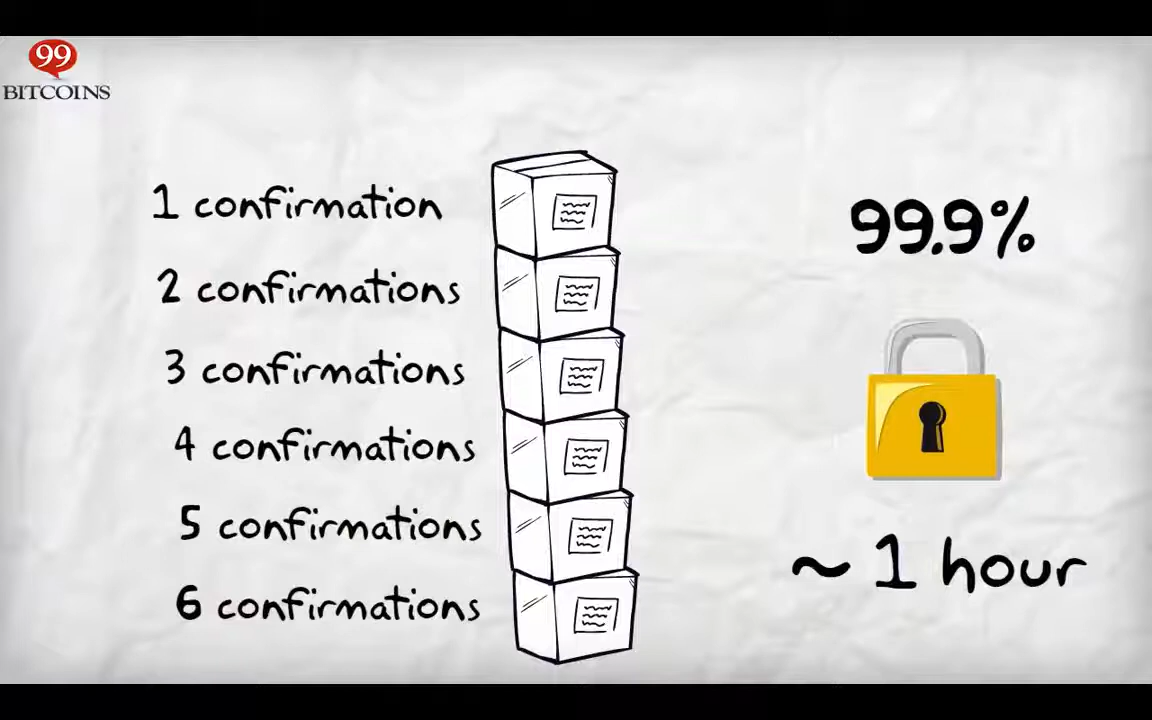 99
BITCOINS
1 confirmation
2 confirmations
3 confirmations
4 confirmations
5 confirmations
6 confirmations
99.9%
~ 1 hour